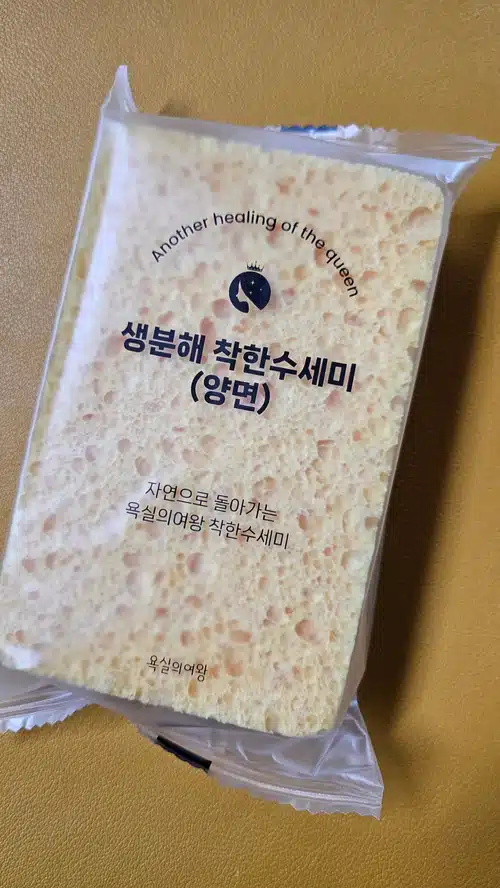 Another healing of the queen
생분해 착한수세미
(양면)
자연으로 돌아가는
욕실의여왕 착한수세미
욕실의여왕